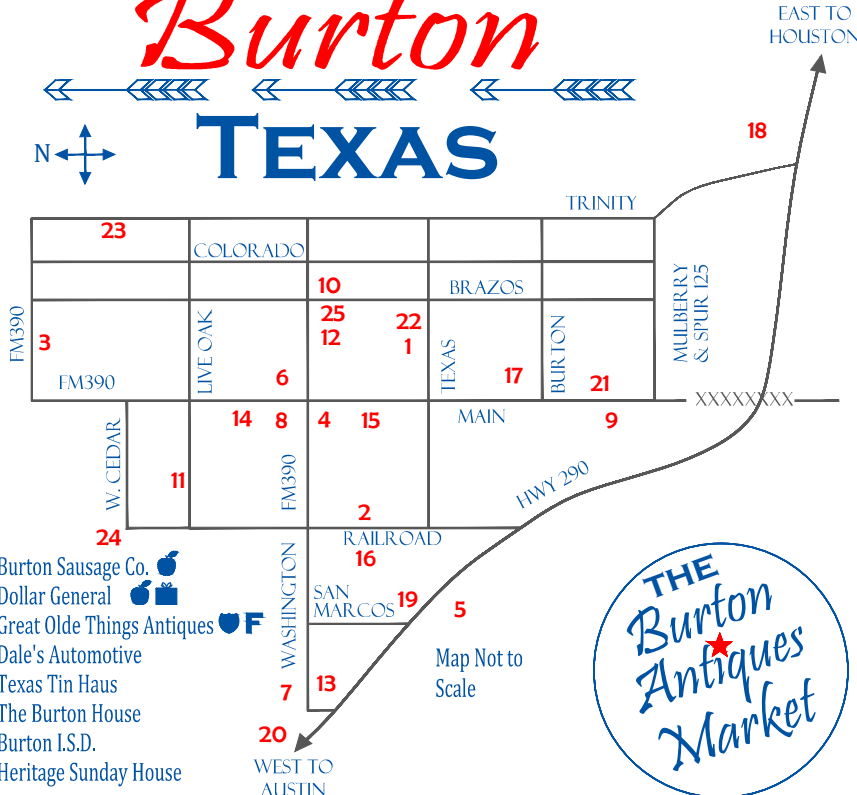 Burton
TEXAS
EAST TO
HOUSTON
N
18
TRINITY
23
COLORADO
10
BRAZOS
MULBERRY
& SPUR 125
FM390
3
LIVE OAK
25
12
22
1
TEXAS
BURTON
FM390
6
17
21
XXXXXXXX
14
8
4
15
MAIN
9
W. CEDAR
11
FM390
2
HWY 290
24
RAILROAD
16
WASHINGTON
SAN
MARCOS
19
5
Map Not to
Scale
7
13
20
WEST TO
AUSTIN
Burton Sausage Co.
Dollar General
Great Olde Things Antiques F
Dale's Automotive
Texas Tin Haus
The Burton House
Burton I.S.D.
Heritage Sunday House
THE
Burton
Antiques
Market